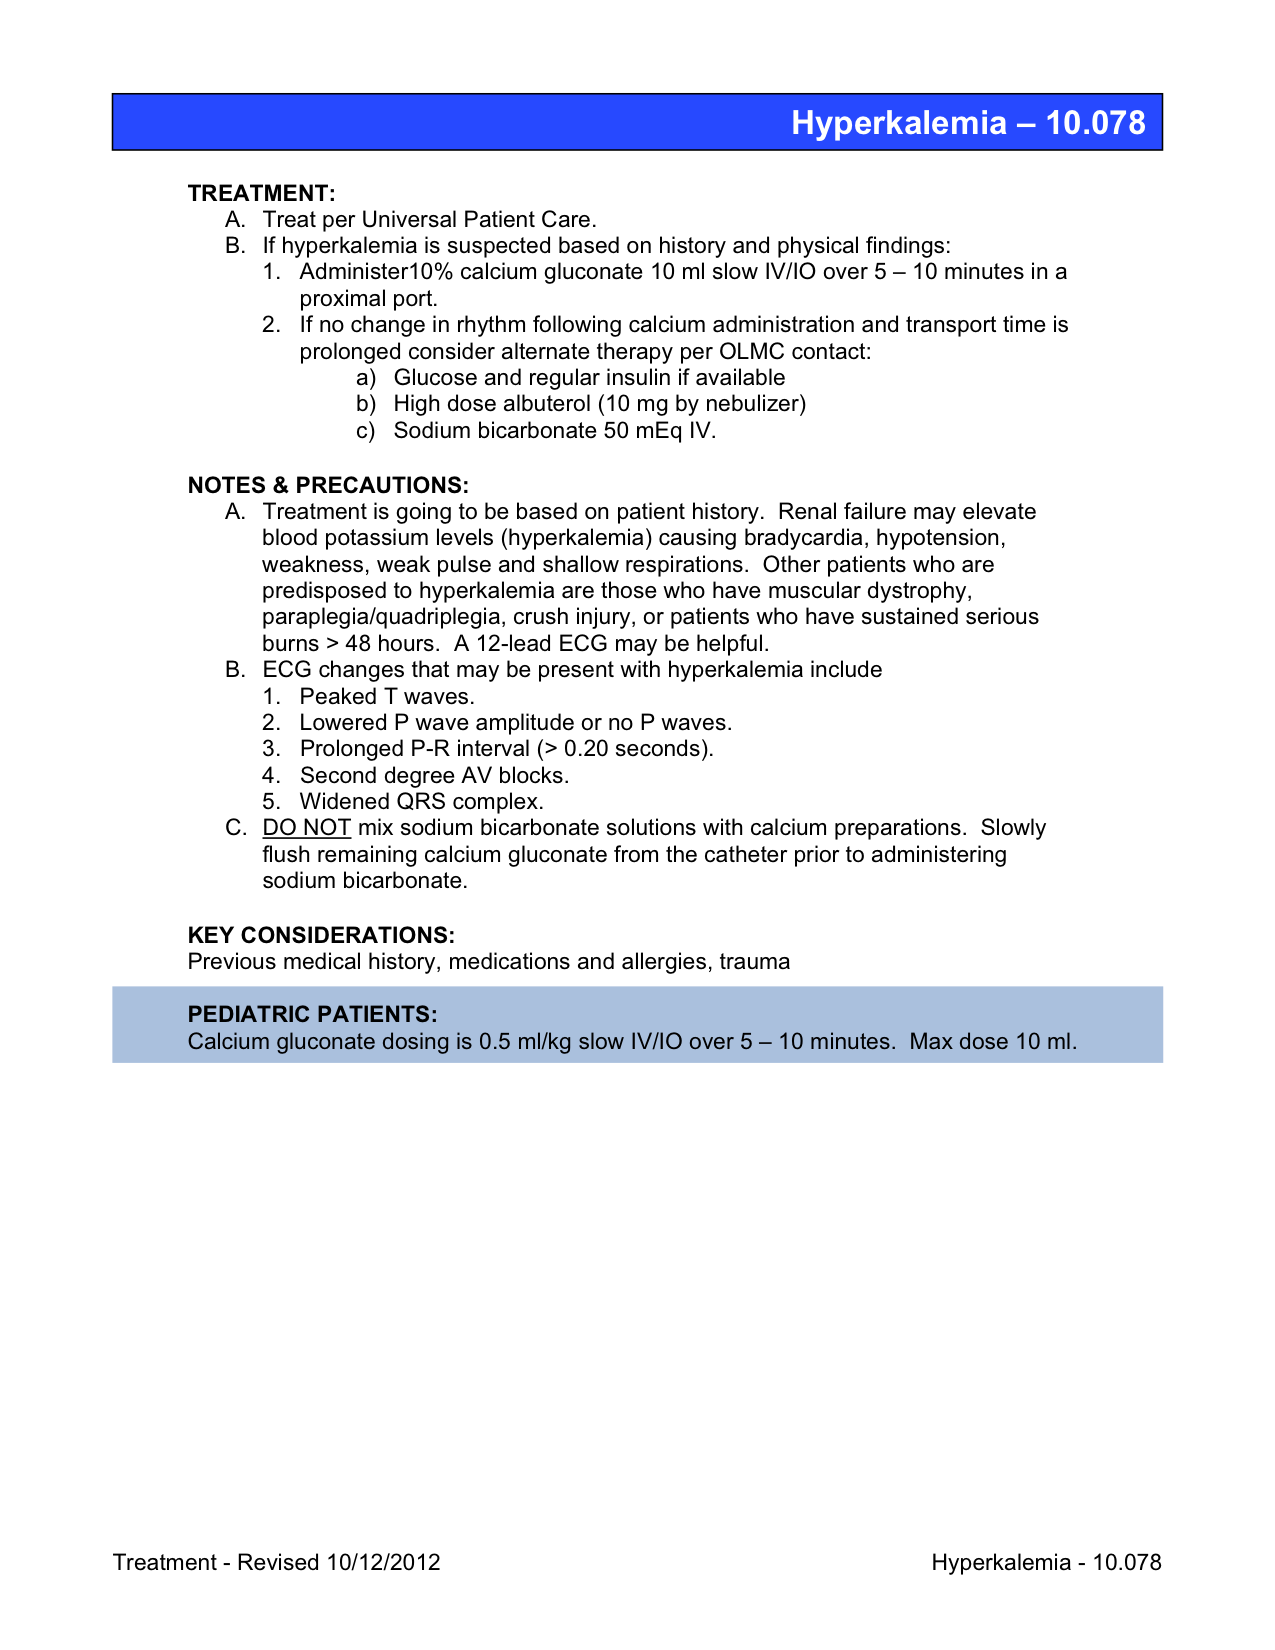 Hyperkalemia – 10.078
TREATMENT:
A. Treat per Universal Patient Care.
B. If hyperkalemia is suspected based on history and physical findings:
1. Administer10% calcium gluconate 10 ml slow IV/IO over 5 – 10 minutes in a
proximal port.
2. If no change in rhythm following calcium administration and transport time is
prolonged consider alternate therapy per OLMC contact:
a) Glucose and regular insulin if available
b) High dose albuterol (10 mg by nebulizer)
c) Sodium bicarbonate 50 mEq IV.
NOTES & PRECAUTIONS:
A. Treatment is going to be based on patient history. Renal failure may elevate
blood potassium levels (hyperkalemia) causing bradycardia, hypotension,
weakness, weak pulse and shallow respirations. Other patients who are
predisposed to hyperkalemia are those who have muscular dystrophy,
paraplegia/quadriplegia, crush injury, or patients who have sustained serious
burns > 48 hours. A 12-lead ECG may be helpful.
B. ECG changes that may be present with hyperkalemia include
1. Peaked T waves.
2. Lowered P wave amplitude or no P waves.
3. Prolonged P-R interval (> 0.20 seconds).
4. Second degree AV blocks.
5. Widened QRS complex.
C. DO NOT mix sodium bicarbonate solutions with calcium preparations. Slowly
flush remaining calcium gluconate from the catheter prior to administering
sodium bicarbonate.
KEY CONSIDERATIONS:
Previous medical history, medications and allergies, trauma
PEDIATRIC PATIENTS:
Calcium gluconate dosing is 0.5 ml/kg slow IV/IO over 5 – 10 minutes. Max dose 10 ml.
Treatment - Revised 10/12/2012
Hyperkalemia - 10.078